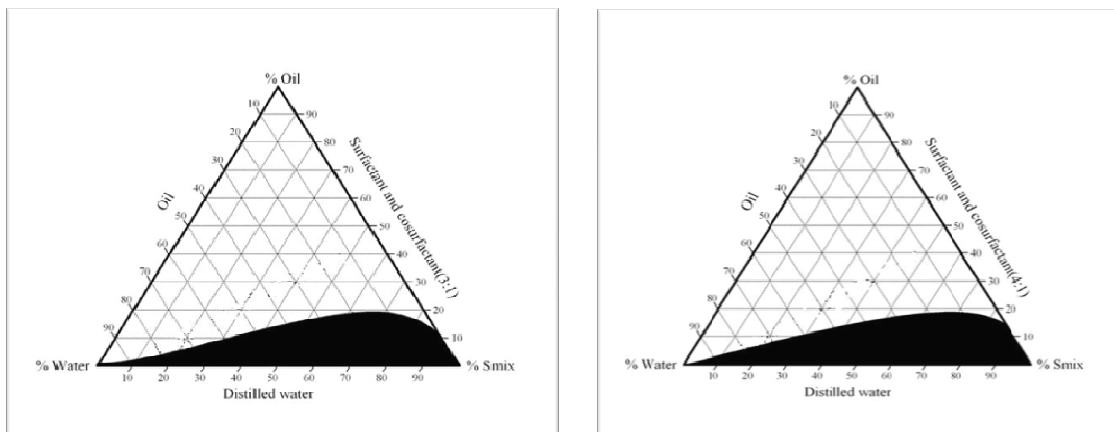 % Oil
10
20
30
40
50
60
70
80
90
Oil
90
80
70
60
50
40
30
20
10
Surfactant and cosurfactant(3:1)
% Water
% Smix
10 20 30 40 50 60 70 80 90
Distillled water
% Oil
10
20
30
40
50
60
70
80
90
Oil
90
80
70
60
50
40
30
20
10
Surfactant and cosurfactant(4:1)
% Water
% Smix
10 20 30 40 50 60 70 80 90
Distilled water